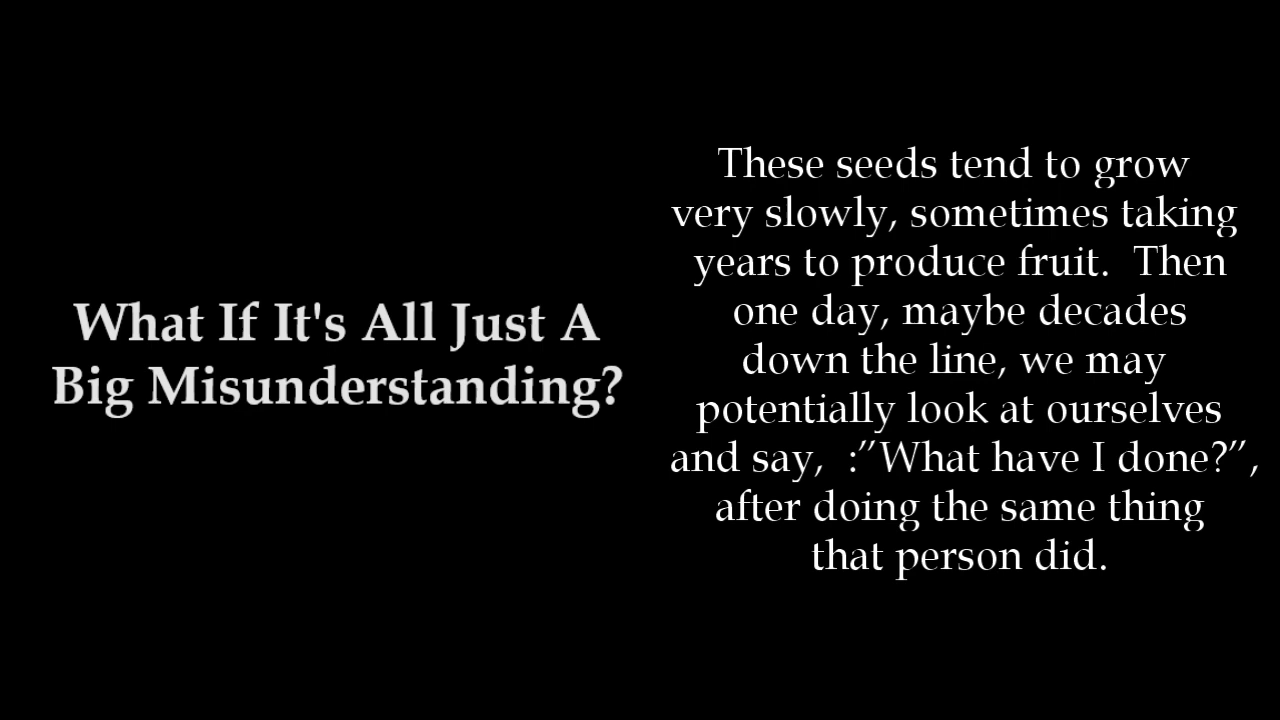 What If It's All Just A
Big Misunderstanding?
These seeds tend to grow
very slowly, sometimes taking
years to produce fruit.  Then
one day, maybe decades
down the line, we may
potentially look at ourselves
and say,  :”What have I done?”,
after doing the same thing
that person did.